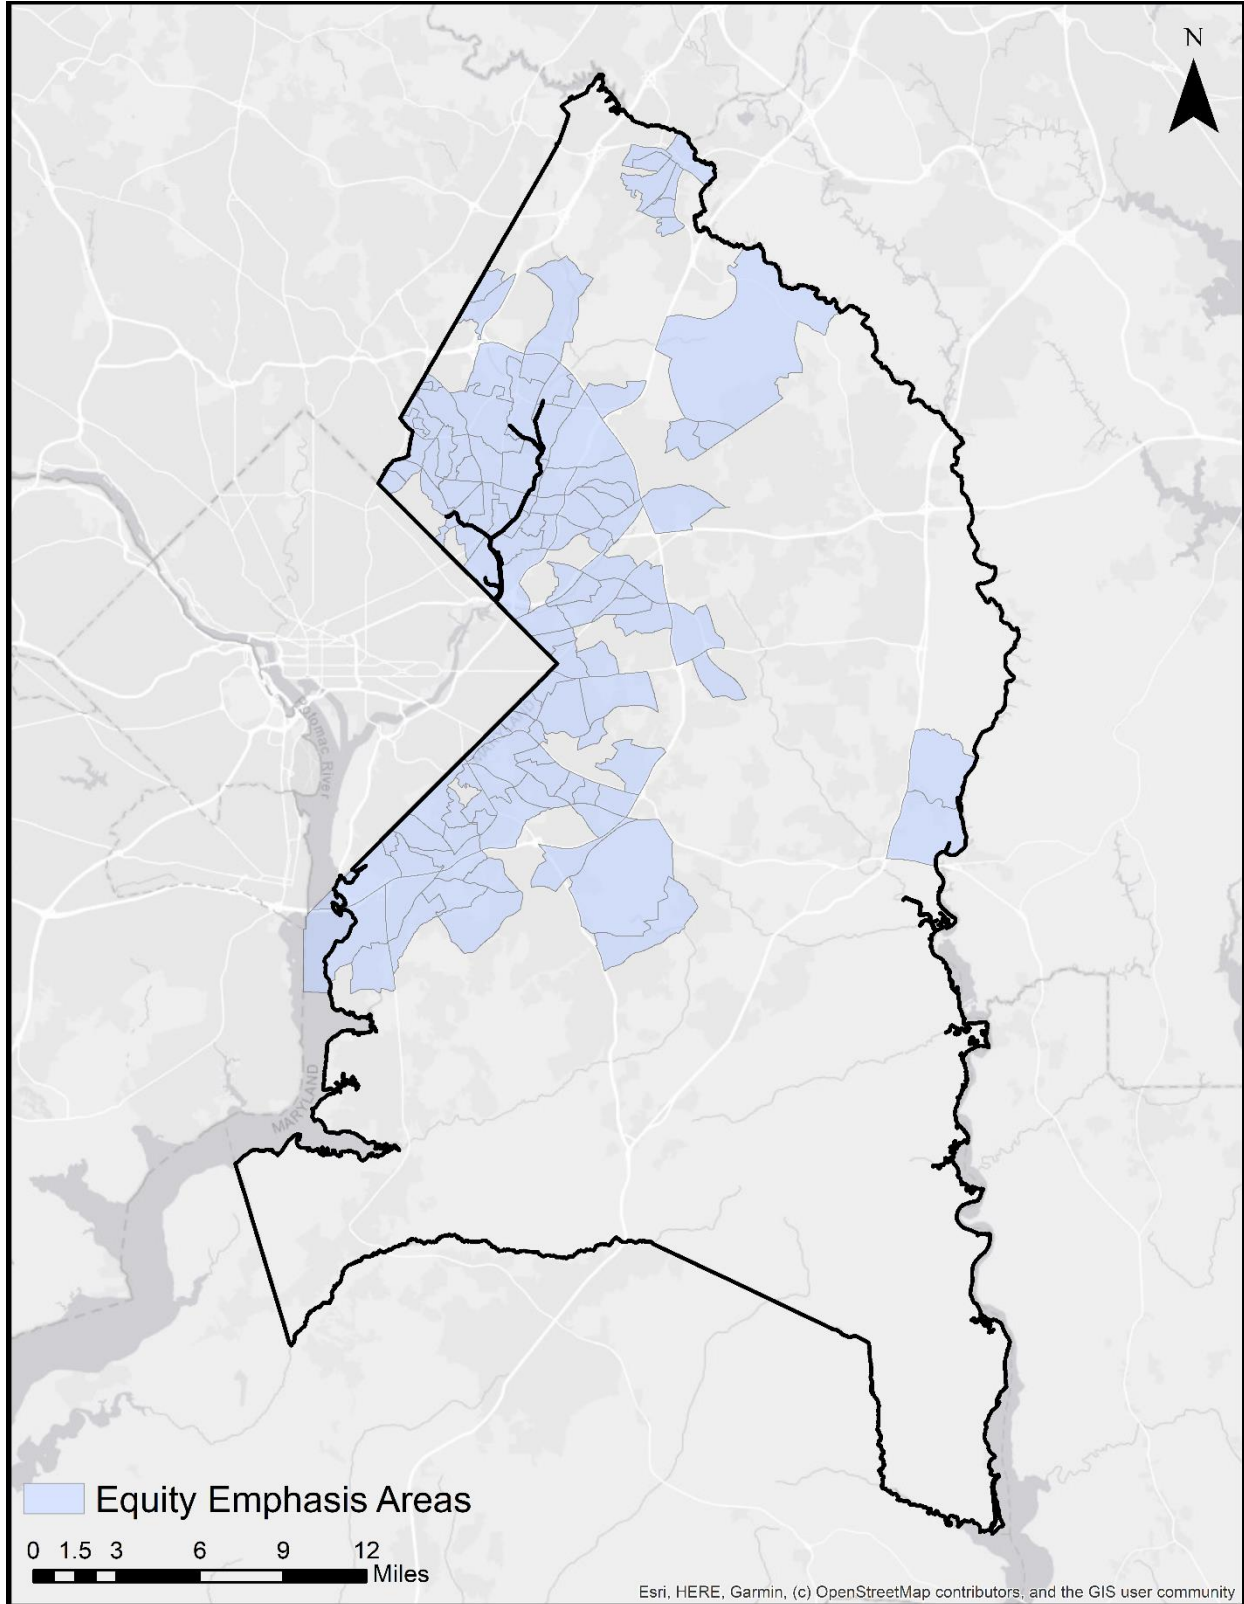 N
Potomac River
MARYLAND
MARYLAND
Equity Emphasis Areas
0 1.5 3 6 9 12
Miles
Esri, HERE, Garmin, (c) OpenStreetMap contributors, and the GIS user community